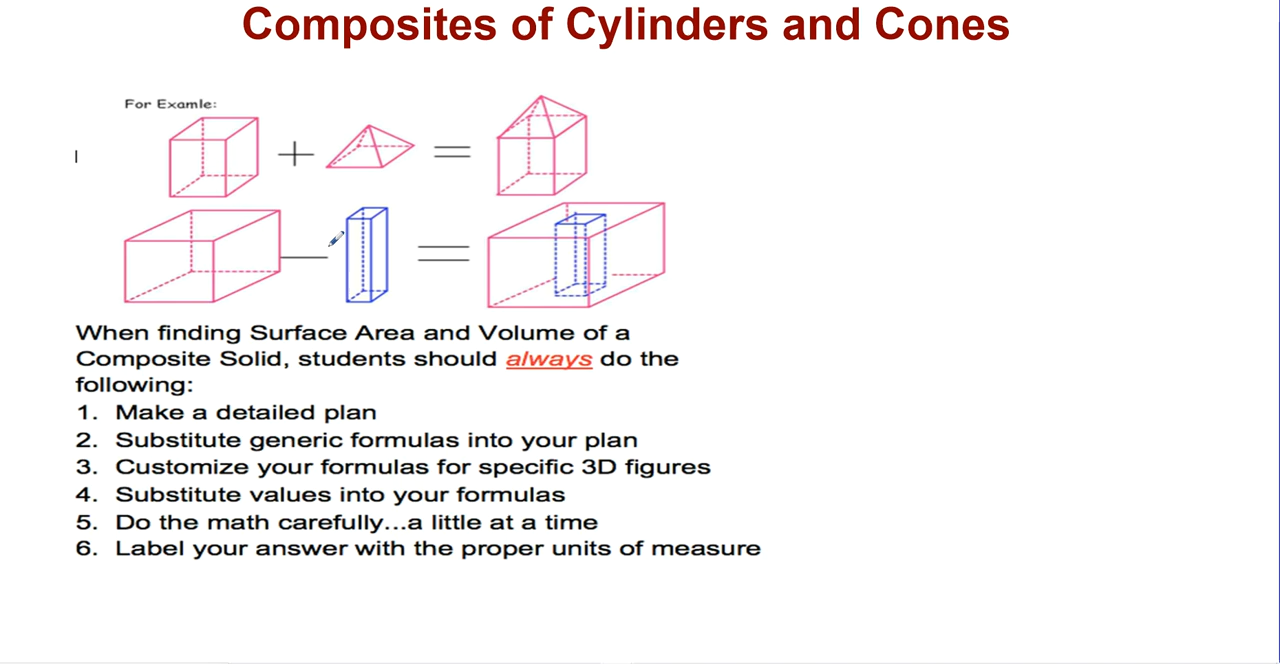 Composites of Cylinders and Cones
For Examle:
When finding Surface Area and Volume of a
Composite Solid, students should always do the
following:
1. Make a detailed plan
2. Substitute generic formulas into your plan
3. Customize your formulas for specific 3D figures
4. Substitute values into your formulas
5. Do the math carefully...a little at a time
6. Label your answer with the proper units of measure